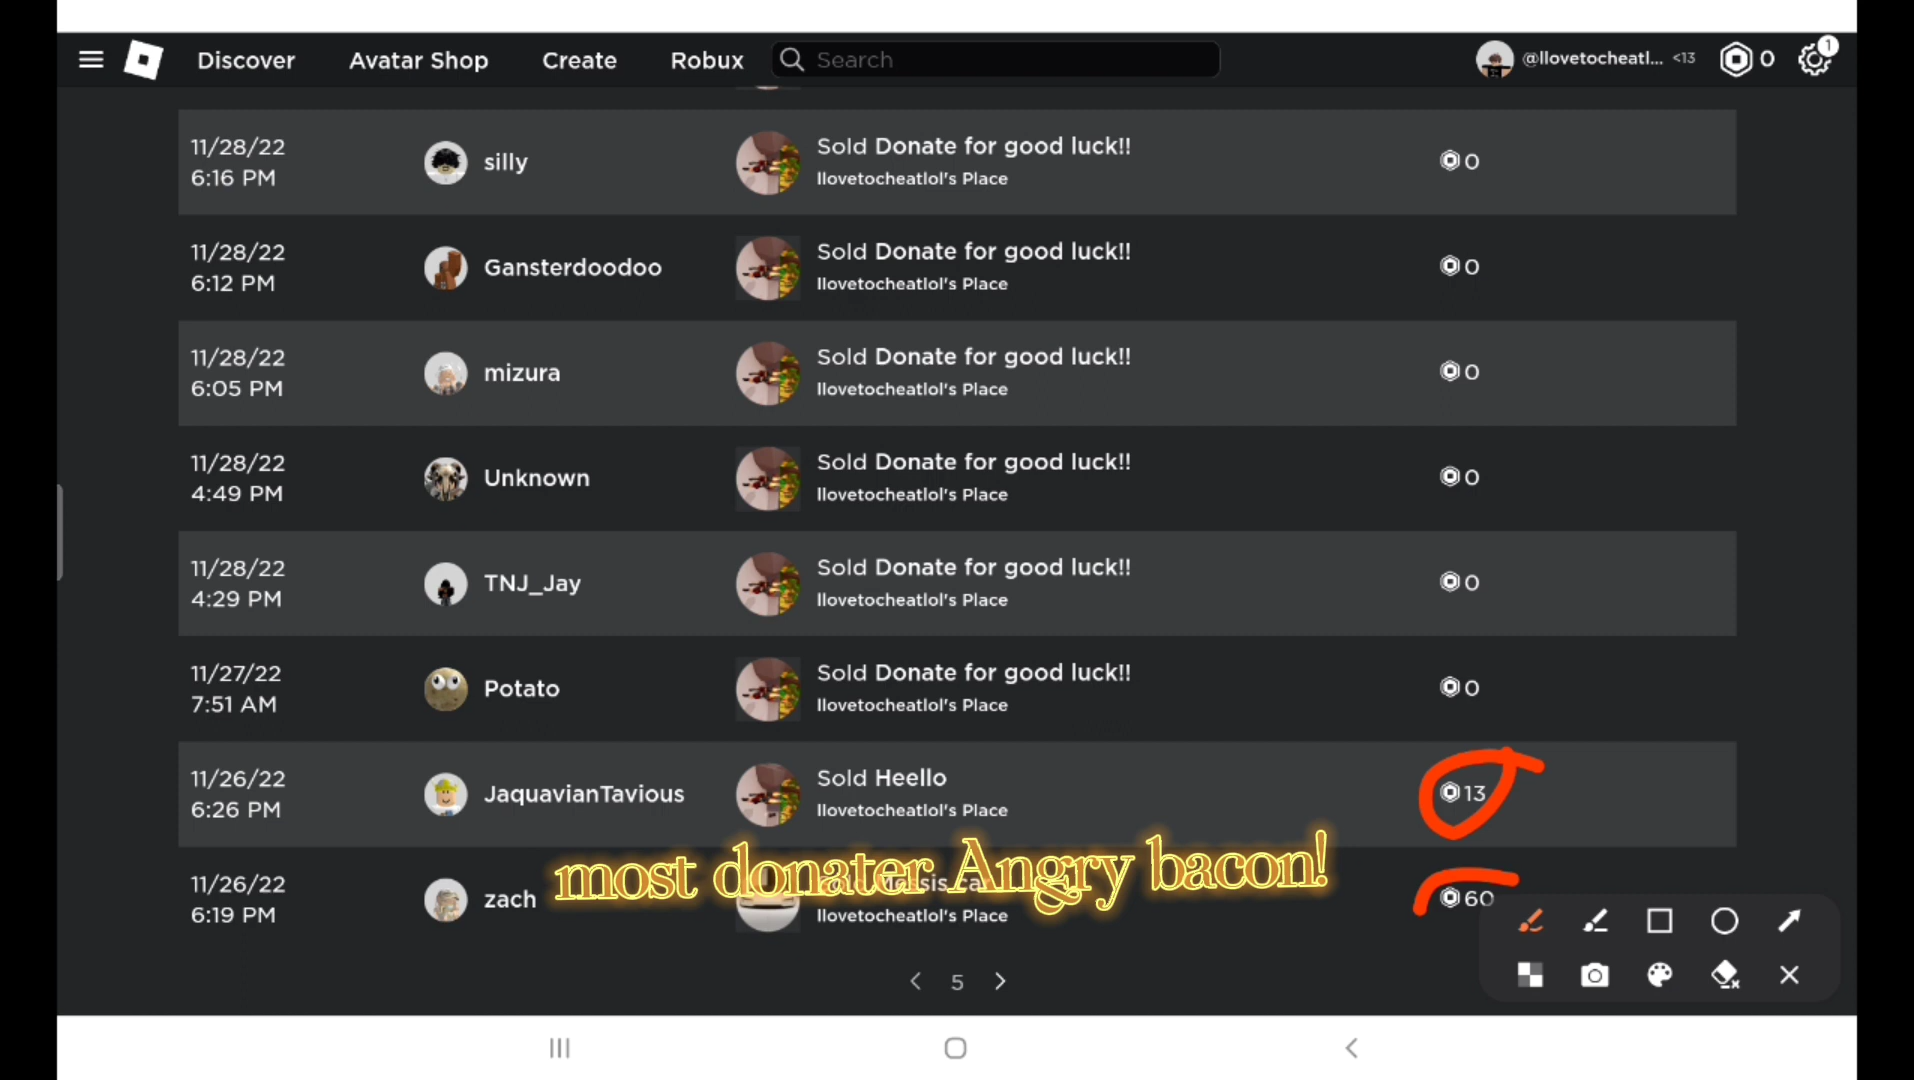 Discover Avatar Shop Create Robux Search @llovetocheatl... <13 0 1
11/28/22 silly Sold Donate for good luck!! 0
6:16 PM llovetocheatlol's Place
11/28/22 Gansterdoodoo Sold Donate for good luck!! 0
6:12 PM llovetocheatlol's Place
11/28/22 mizura Sold Donate for good luck!! 0
6:05 PM llovetocheatlol's Place
11/28/22 Unknown Sold Donate for good luck!! 0
4:49 PM llovetocheatlol's Place
11/28/22 TNJ_Jay Sold Donate for good luck!! 0
4:29 PM llovetocheatlol's Place
11/27/22 Potato Sold Donate for good luck!! 0
7:51 AM llovetocheatlol's Place
11/26/22 JaquavianTavious Sold Heello 13
6:26 PM llovetocheatlol's Place
most donater Angry bacon!
11/26/22 zach 60
6:19 PM llovetocheatlol's Place
5